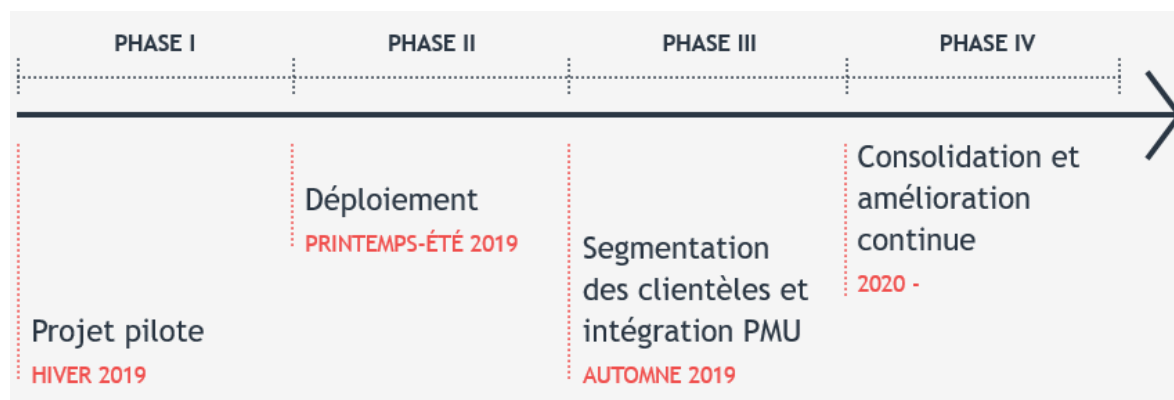 PHASE I
PHASE II
PHASE III
PHASE IV
Projet pilote
HIVER 2019
Déploiement
PRINTEMPS-ÉTÉ 2019
Segmentation
des clientèles et
intégration PMU
AUTOMNE 2019
Consolidation et
amélioration
continue
2020 -